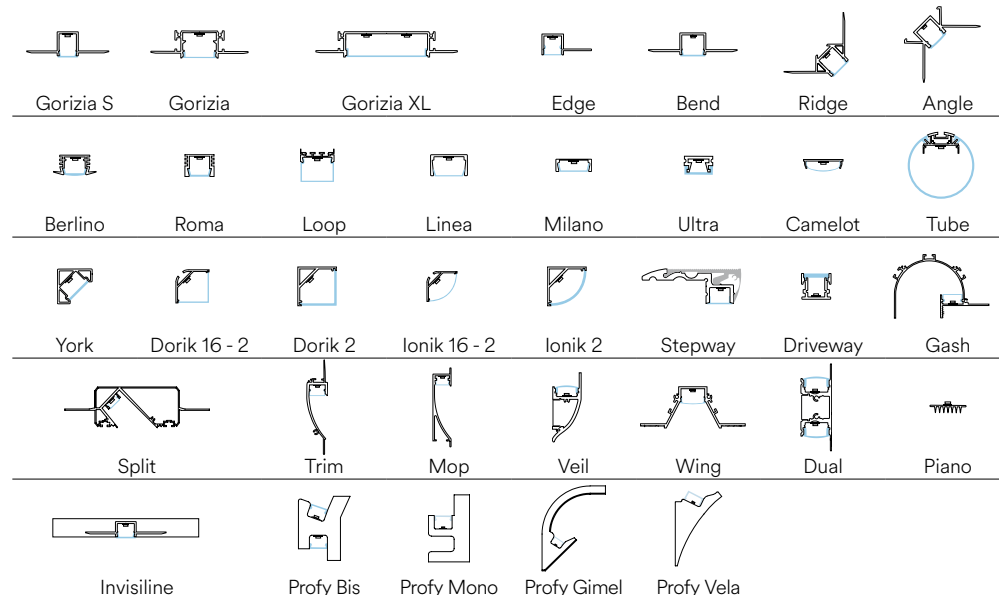 Gorizia S Gorizia Gorizia XL Edge Bend Ridge Angle
Berlino Roma Loop Linea Milano Ultra Camelot Tube
York Dorik 16 - 2 Dorik 2 Ionik 16 - 2 Ionik 2 Stepway Driveway Gash
Split Trim Mop Veil Wing Dual Piano
Invisiline Profy Bis Profy Mono Profy Gimel Profy Vela